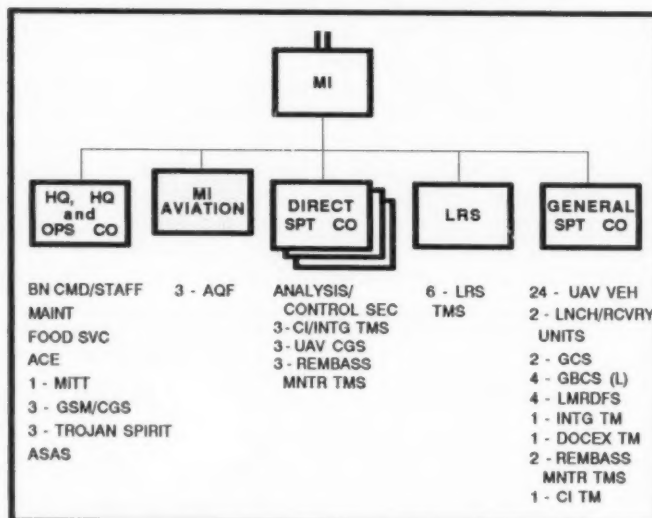 MI
HQ, HQ
and
OPS CO
MI
AVIATION
DIRECT
SPT CO
LRS
GENERAL
SPT CO
BN CMD/STAFF
MAINT
FOOD SVC
ACE
1 - MITT
3 - GSM/CGS
3 - TROJAN SPIRIT
ASAS
3 - AQF
ANALYSIS/
CONTROL SEC
3 - CI/INTG TMS
3 - UAV CGS
3 - REMBASS
MNTR TMS
6 - LRS
TMS
24 - UAV VEH
2 - LNCH/RCVRY
UNITS
2 - GCS
4 - GBCS (L)
4 - LMRDFS
1 - INTG TM
1 - DOCEX TM
2 - REMBASS
MNTR TMS
1 - CI TM